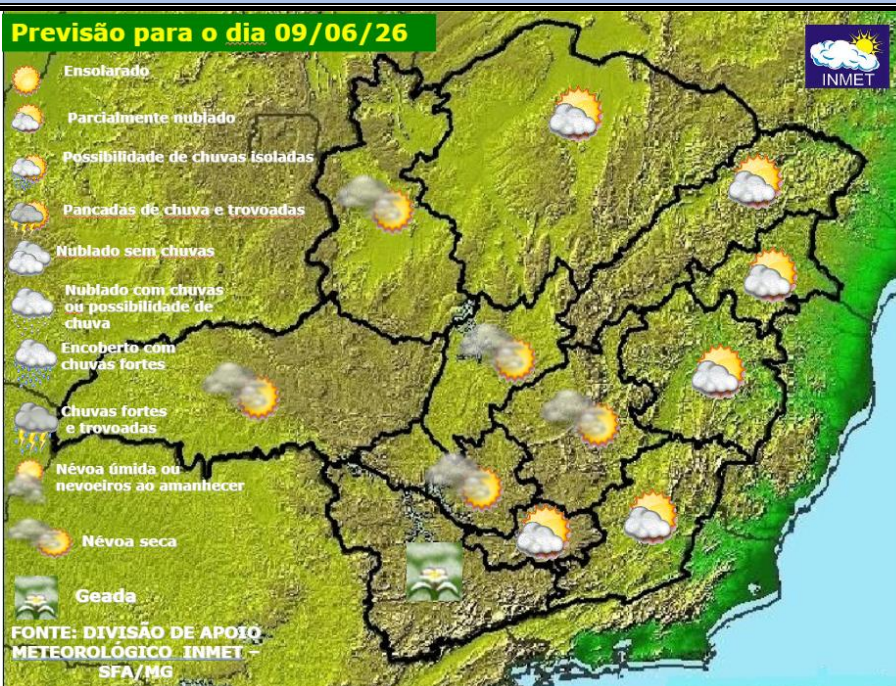 Previsão para o dia 09/06/26
INMET
Ensolarado
Parcialmente nublado
Possibilidade de chuvas isoladas
Pancadas de chuva e trovoadas
Nublado sem chuvas
Nublado com chuvas
ou possibilidade de
chuva
Encoberto com
chuvas fortes
Chuvas fortes
e trovoadas
Névoa úmida ou
nevoeiros ao amanhecer
Névoa seca
Geada
FONTE: DIVISÃO DE APOIO
METEOROLÓGICO INMET –
SFA/MG